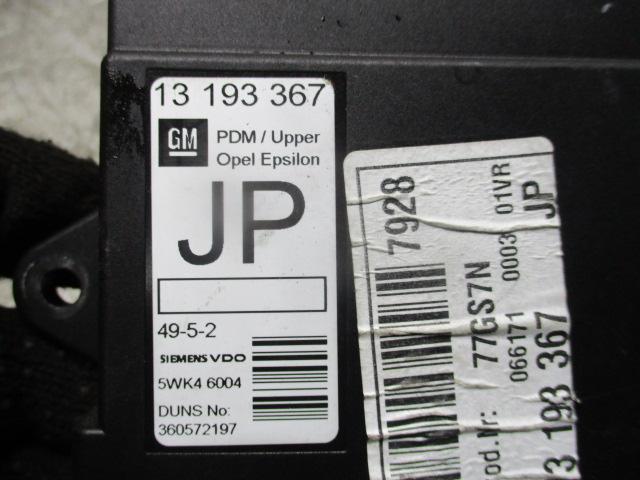 13 193 367
GM
PDM / Upper
Opel Epsilon
JP
49-5-2
SIEMENS VDO
5WK4 6004
DUNS No:
360572197
7928
od.Nr: 77GS7N
066171 0003 01VR
3 193 367 JP